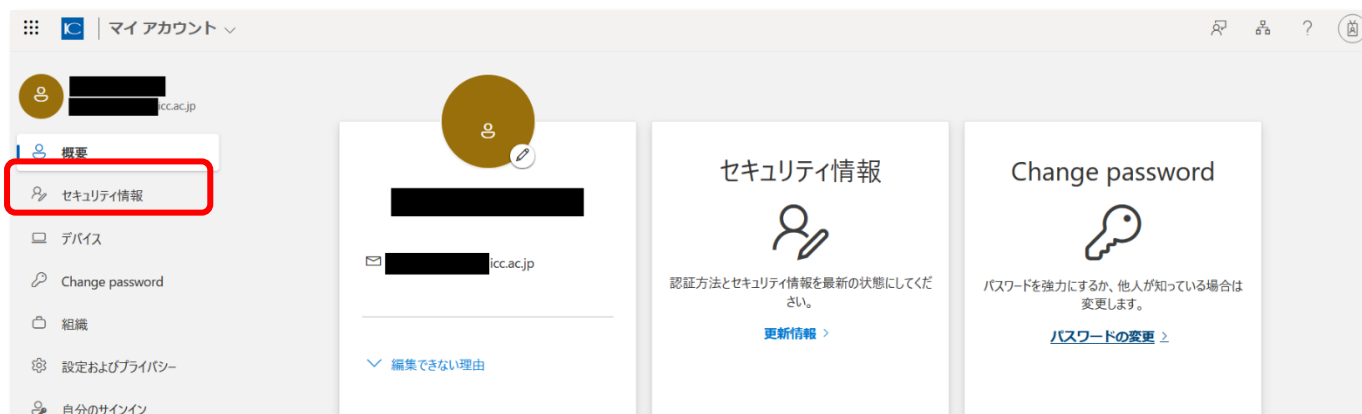 IC マイ アカウント
?
icc.ac.jp
概要
セキュリティ情報
デバイス
Change password
組織
設定およびプライバシー
自分のサインイン
icc.ac.jp
編集できない理由
セキュリティ情報
認証方法とセキュリティ情報を最新の状態にしてくだ
さい。
更新情報 >
Change password
パスワードを強力にするか、他人が知っている場合は
変更します。
パスワードの変更 >